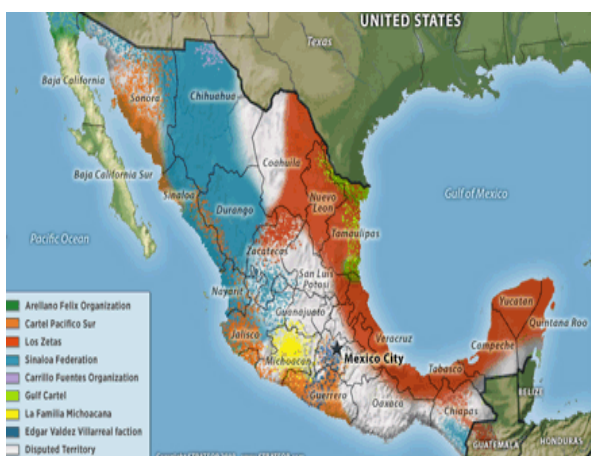 UNITED STATES
Texas
Baja California
Sonora
Chihuahua
Coahuila
Baja California Sur
Sinaloa
Nuevo
Leon
Gulf of Mexico
Durango
Tamaulipas
Pacific Ocean
Zacatecas
San Luis
Potosi
Nayarit
Yucatan
Arellano Felix Organization
Guanajuato
Quintana Roo
Cartel Pacifico Sur
Jalisco
Veracruz
Campeche
Los Zetas
Mexico City
Sinaloa Federation
Michoacan
Tabasco
Carrillo Fuentes Organization
BELIZE
Gulf Cartel
Guerrero
Oaxaca
Chiapas
La Familia Michoacana
Edgar Valdez Villarreal faction
GUATEMALA
HONDURAS
Disputed Territory